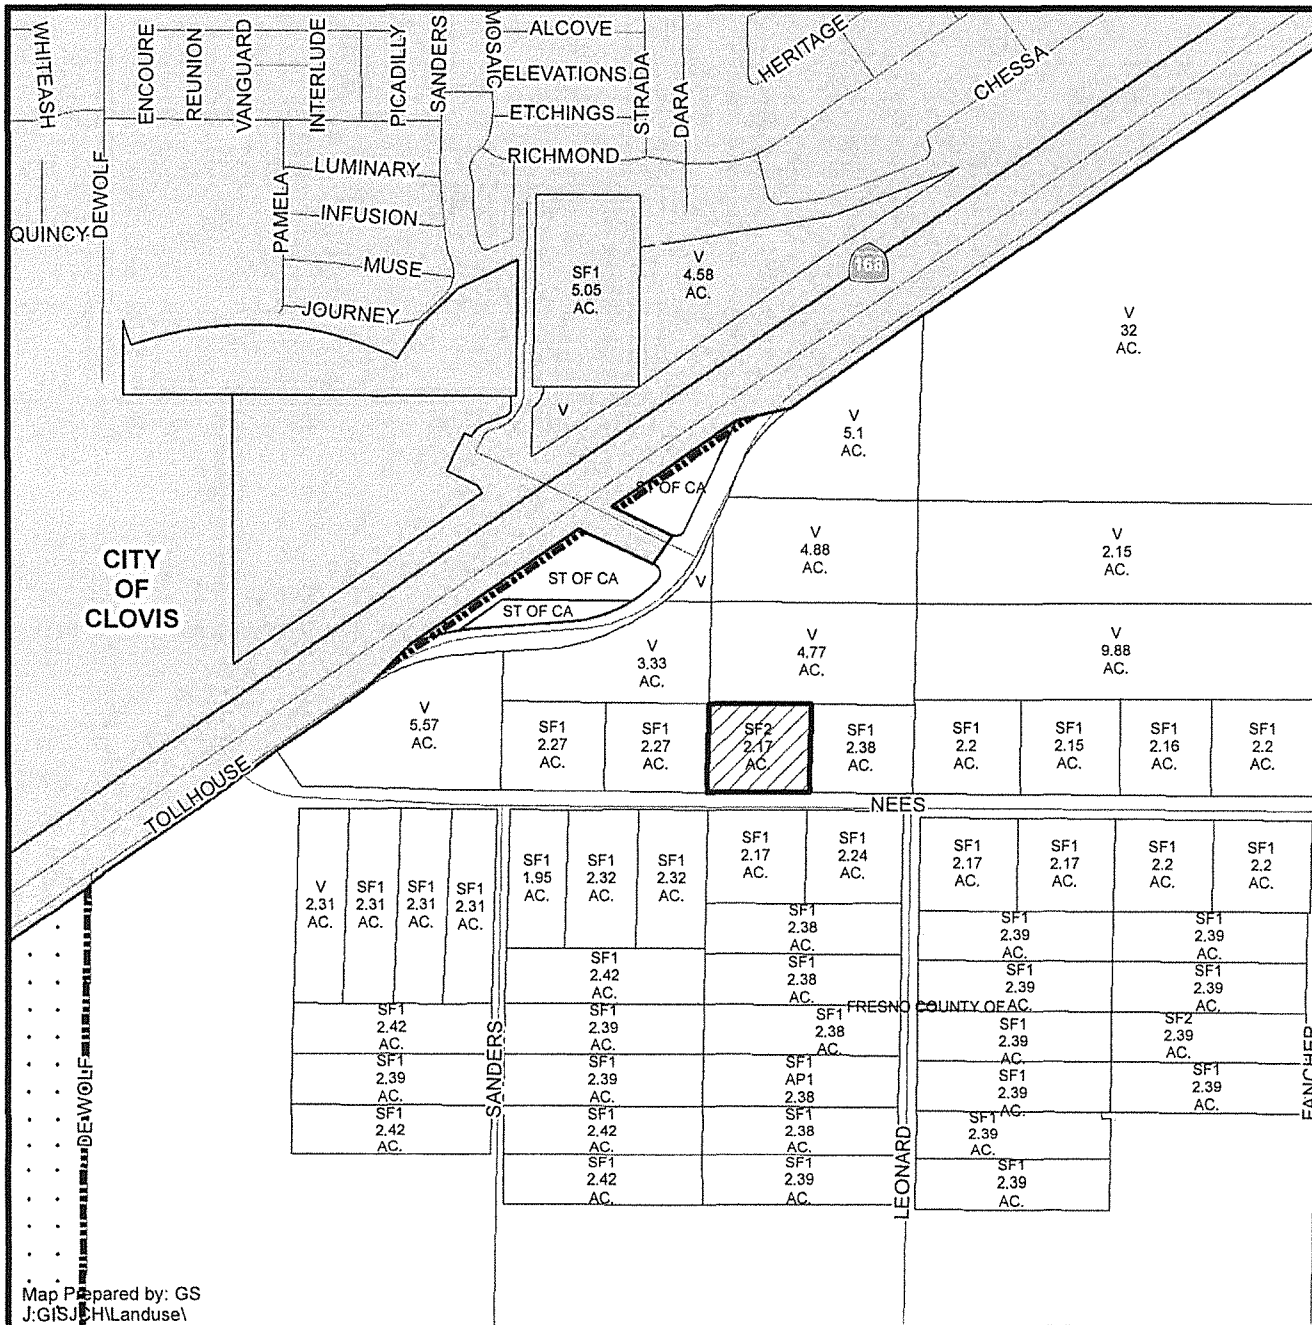 WHITEASH
ENCOURE
REUNION
VANGUARD
INTERLUDE
PICADILLY
SANDERS
MOSAIC
ALCOVE
ELEVATIONS
ETCHINGS
RICHMOND
STRADA
DARA
HERITAGE
CHESSA
DEWOLF
QUINCY
PAMELA
LUMINARY
INFUSION
MUSE
JOURNEY
SF1
5.05
AC.
V
4.58
AC.
168
V
32
AC.
V
V
5.1
AC.
ST OF CA
V
4.88
AC.
V
2.15
AC.
CITY
OF
CLOVIS
ST OF CA
ST OF CA
V
V
3.33
AC.
V
4.77
AC.
V
9.88
AC.
V
5.57
AC.
SF1
2.27
AC.
SF1
2.27
AC.
SF2
2.17
AC.
SF1
2.38
AC.
SF1
2.2
AC.
SF1
2.15
AC.
SF1
2.16
AC.
SF1
2.2
AC.
TOLLHOUSE
NEES
V
2.31
AC.
SF1
2.31
AC.
SF1
2.31
AC.
SF1
2.31
AC.
SF1
1.95
AC.
SF1
2.32
AC.
SF1
2.32
AC.
SF1
2.17
AC.
SF1
2.24
AC.
SF1
2.17
AC.
SF1
2.17
AC.
SF1
2.2
AC.
SF1
2.2
AC.
SF1
2.38
AC.
SF1
2.39
AC.
SF1
2.39
AC.
SF1
2.42
AC.
SF1
2.38
AC.
SF1
2.39
AC.
SF1
2.39
AC.
FRESNO COUNTY OF
SF1
2.42
AC.
SF1
2.39
AC.
SF1
2.38
AC.
SF1
2.39
AC.
SF2
2.39
AC.
SF1
2.39
AC.
SF1
2.39
AC.
SF1
AP1
2.38
SF1
2.39
AC.
SF1
2.39
AC.
SF1
2.42
AC.
SF1
2.42
AC.
SF1
2.38
AC.
SF1
2.39
AC.
SF1
2.42
AC.
SF1
2.39
AC.
SF1
2.39
AC.
DEWOLF
SANDERS
LEONARD
FANCHER
Map Prepared by: GS
J:GISJCH\Landuse\